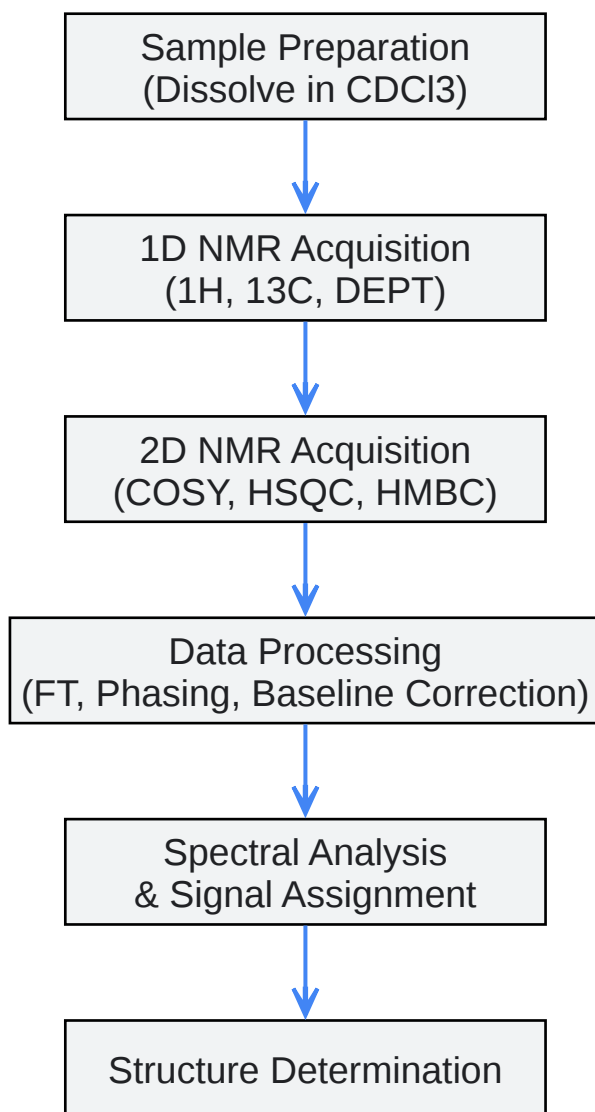 Sample Preparation
(Dissolve in CDCl3)
1D NMR Acquisition
(1H, 13C, DEPT)
2D NMR Acquisition
(COSY, HSQC, HMBC)
Data Processing
(FT, Phasing, Baseline Correction)
Spectral Analysis
& Signal Assignment
Structure Determination